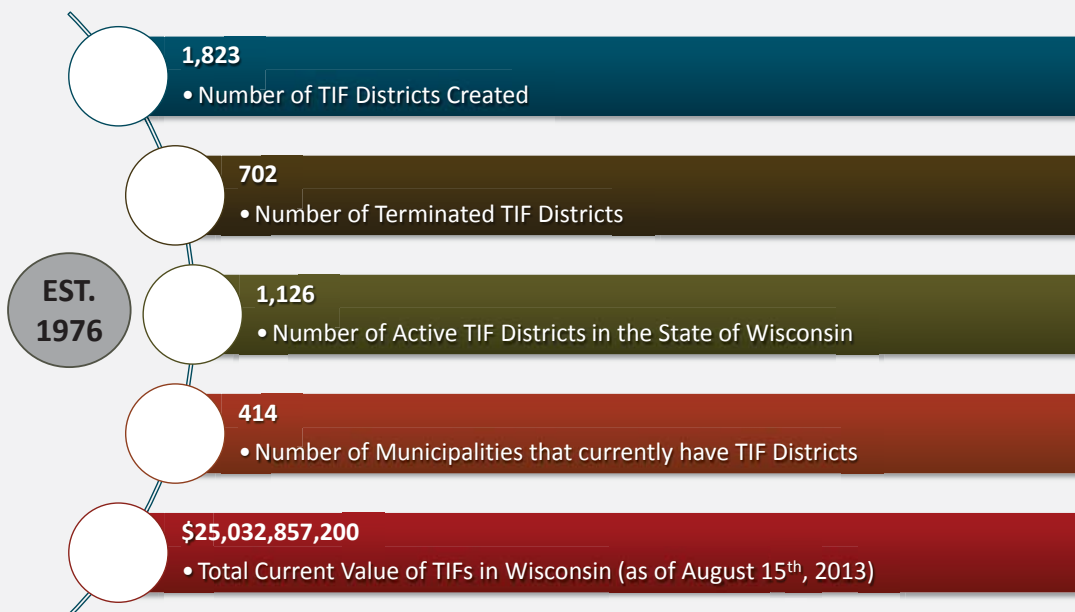 1,823
• Number of TIF Districts Created
702
• Number of Terminated TIF Districts
EST.
1976
1,126
• Number of Active TIF Districts in the State of Wisconsin
414
• Number of Municipalities that currently have TIF Districts
$25,032,857,200
• Total Current Value of TIFs in Wisconsin (as of August 15th, 2013)